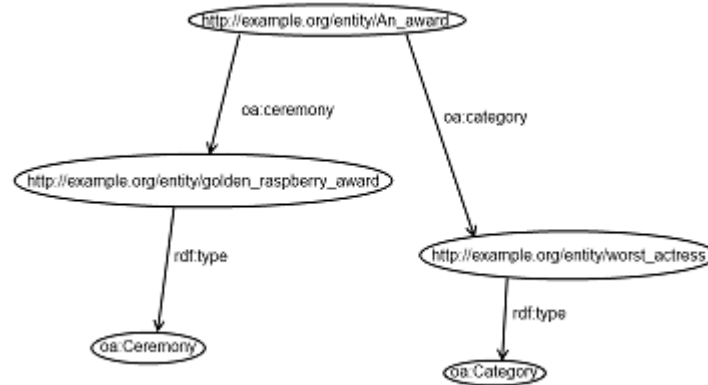 http://example.org/entity/An_award
oa:ceremony
oa:category
http://example.org/entity/golden_raspberry_award
http://example.org/entity/worst_actress
rdf:type
rdf:type
oa:Ceremony
oa:Category